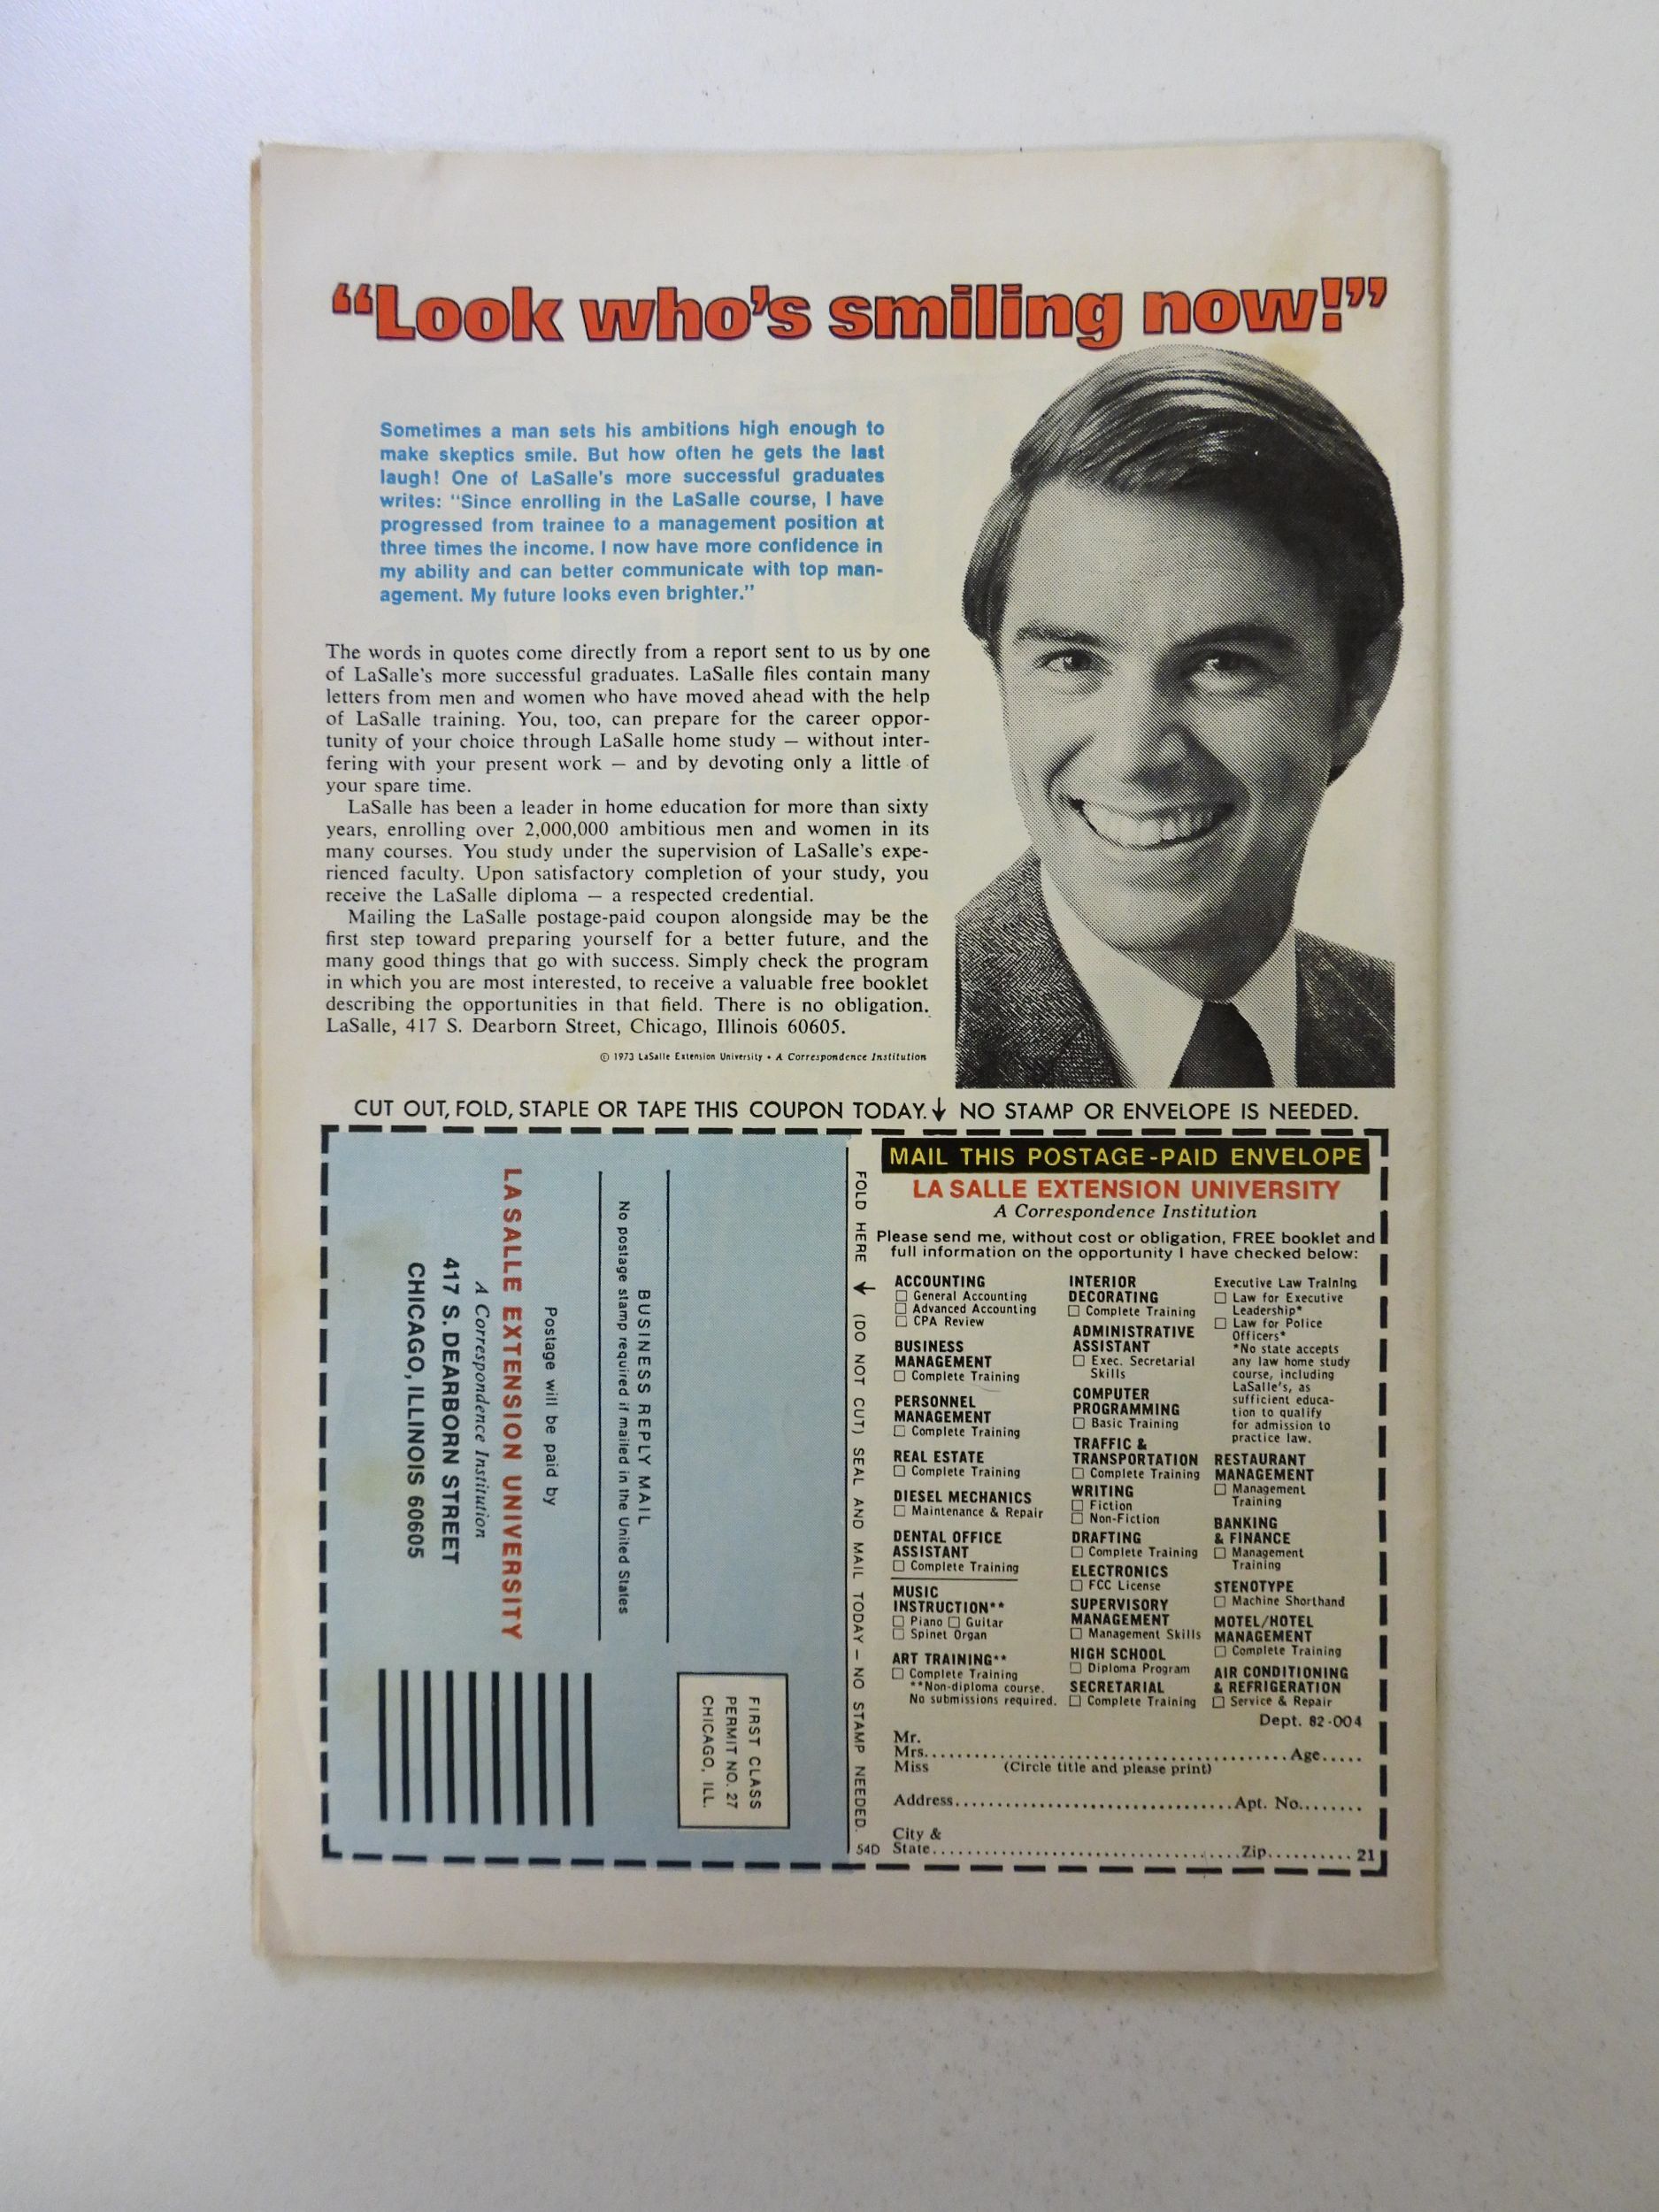 “Look who’s smiling now!”
Sometimes a man sets his ambitions high enough to
make skeptics smile. But how often he gets the last
laugh! One of LaSalle's more successful graduates
writes: "Since enrolling in the LaSalle course, I have
progressed from trainee to a management position at
three times the income. I now have more confidence in
my ability and can better communicate with top man-
agement. My future looks even brighter."
The words in quotes come directly from a report sent to us by one
of LaSalle's more successful graduates. LaSalle files contain many
letters from men and women who have moved ahead with the help
of LaSalle training. You, too, can prepare for the career oppor-
tunity of your choice through LaSalle home study — without inter-
fering with your present work — and by devoting only a little of
your spare time.
LaSalle has been a leader in home education for more than sixty
years, enrolling over 2,000,000 ambitious men and women in its
many courses. You study under the supervision of LaSalle's expe-
rienced faculty. Upon satisfactory completion of your study, you
receive the LaSalle diploma — a respected credential.
Mailing the LaSalle postage-paid coupon alongside may be the
first step toward preparing yourself for a better future, and the
many good things that go with success. Simply check the program
in which you are most interested, to receive a valuable free booklet
describing the opportunities in that field. There is no obligation.
LaSalle, 417 S. Dearborn Street, Chicago, Illinois 60605.
© 1973 LaSalle Extension University • A Correspondence Institution
CUT OUT, FOLD, STAPLE OR TAPE THIS COUPON TODAY. ↓ NO STAMP OR ENVELOPE IS NEEDED.
FIRST CLASS
PERMIT NO. 27
CHICAGO, ILL.
BUSINESS REPLY MAIL
No postage stamp required if mailed in the United States
Postage will be paid by
LA SALLE EXTENSION UNIVERSITY
A Correspondence Institution
417 S. DEARBORN STREET
CHICAGO, ILLINOIS 60605
FOLD HERE ← (DO NOT CUT) SEAL AND MAIL TODAY — NO STAMP NEEDED.
54D
MAIL THIS POSTAGE-PAID ENVELOPE
LA SALLE EXTENSION UNIVERSITY
A Correspondence Institution
Please send me, without cost or obligation, FREE booklet and
full information on the opportunity I have checked below:
ACCOUNTING
☐ General Accounting
☐ Advanced Accounting
☐ CPA Review
BUSINESS
MANAGEMENT
☐ Complete Training
PERSONNEL
MANAGEMENT
☐ Complete Training
REAL ESTATE
☐ Complete Training
DIESEL MECHANICS
☐ Maintenance & Repair
DENTAL OFFICE
ASSISTANT
☐ Complete Training
MUSIC
INSTRUCTION**
☐ Piano ☐ Guitar
☐ Spinet Organ
ART TRAINING**
☐ Complete Training
**Non-diploma course.
No submissions required.
INTERIOR
DECORATING
☐ Complete Training
ADMINISTRATIVE
ASSISTANT
☐ Exec. Secretarial
Skills
COMPUTER
PROGRAMMING
☐ Basic Training
TRAFFIC &
TRANSPORTATION
☐ Complete Training
WRITING
☐ Fiction
☐ Non-Fiction
DRAFTING
☐ Complete Training
ELECTRONICS
☐ FCC License
SUPERVISORY
MANAGEMENT
☐ Management Skills
HIGH SCHOOL
☐ Diploma Program
SECRETARIAL
☐ Complete Training
Executive Law Training
☐ Law for Executive
Leadership*
☐ Law for Police
Officers*
*No state accepts
any law home study
course, including
LaSalle's, as
sufficient educa-
tion to qualify
for admission to
practice law.
RESTAURANT
MANAGEMENT
☐ Management
Training
BANKING
& FINANCE
☐ Management
Training
STENOTYPE
☐ Machine Shorthand
MOTEL/HOTEL
MANAGEMENT
☐ Complete Training
AIR CONDITIONING
& REFRIGERATION
☐ Service & Repair
Dept. 82-004
Mr.
Mrs.............................................Age.....
Miss (Circle title and please print)
Address..................................Apt. No........
City &
State.....................................Zip.......... 21